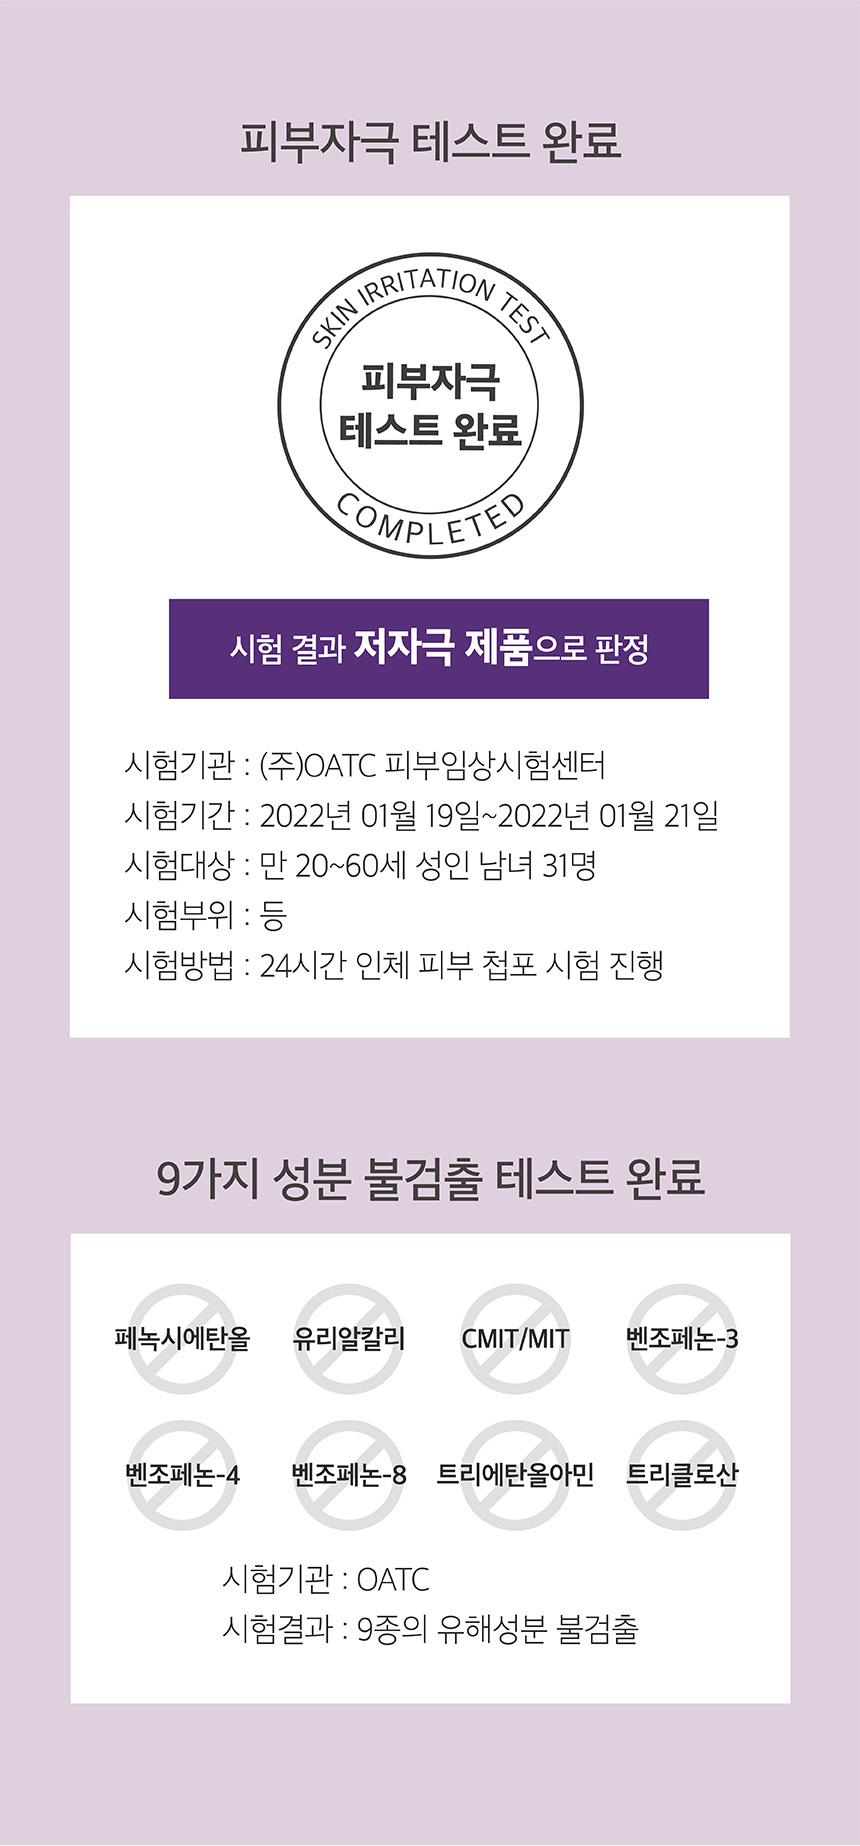 피부자극 테스트 완료
SKIN IRRITATION TEST
피부자극
테스트 완료
COMPLETED
시험 결과 저자극 제품으로 판정
시험기관 : (주)OATC 피부임상시험센터
시험기간 : 2022년 01월 19일~2022년 01월 21일
시험대상 : 만 20~60세 성인 남녀 31명
시험부위 : 등
시험방법 : 24시간 인체 피부 첩포 시험 진행
9가지 성분 불검출 테스트 완료
페녹시에탄올 유리알칼리 CMIT/MIT 벤조페논-3
벤조페논-4 벤조페논-8 트리에탄올아민 트리클로산
시험기관 : OATC
시험결과 : 9종의 유해성분 불검출